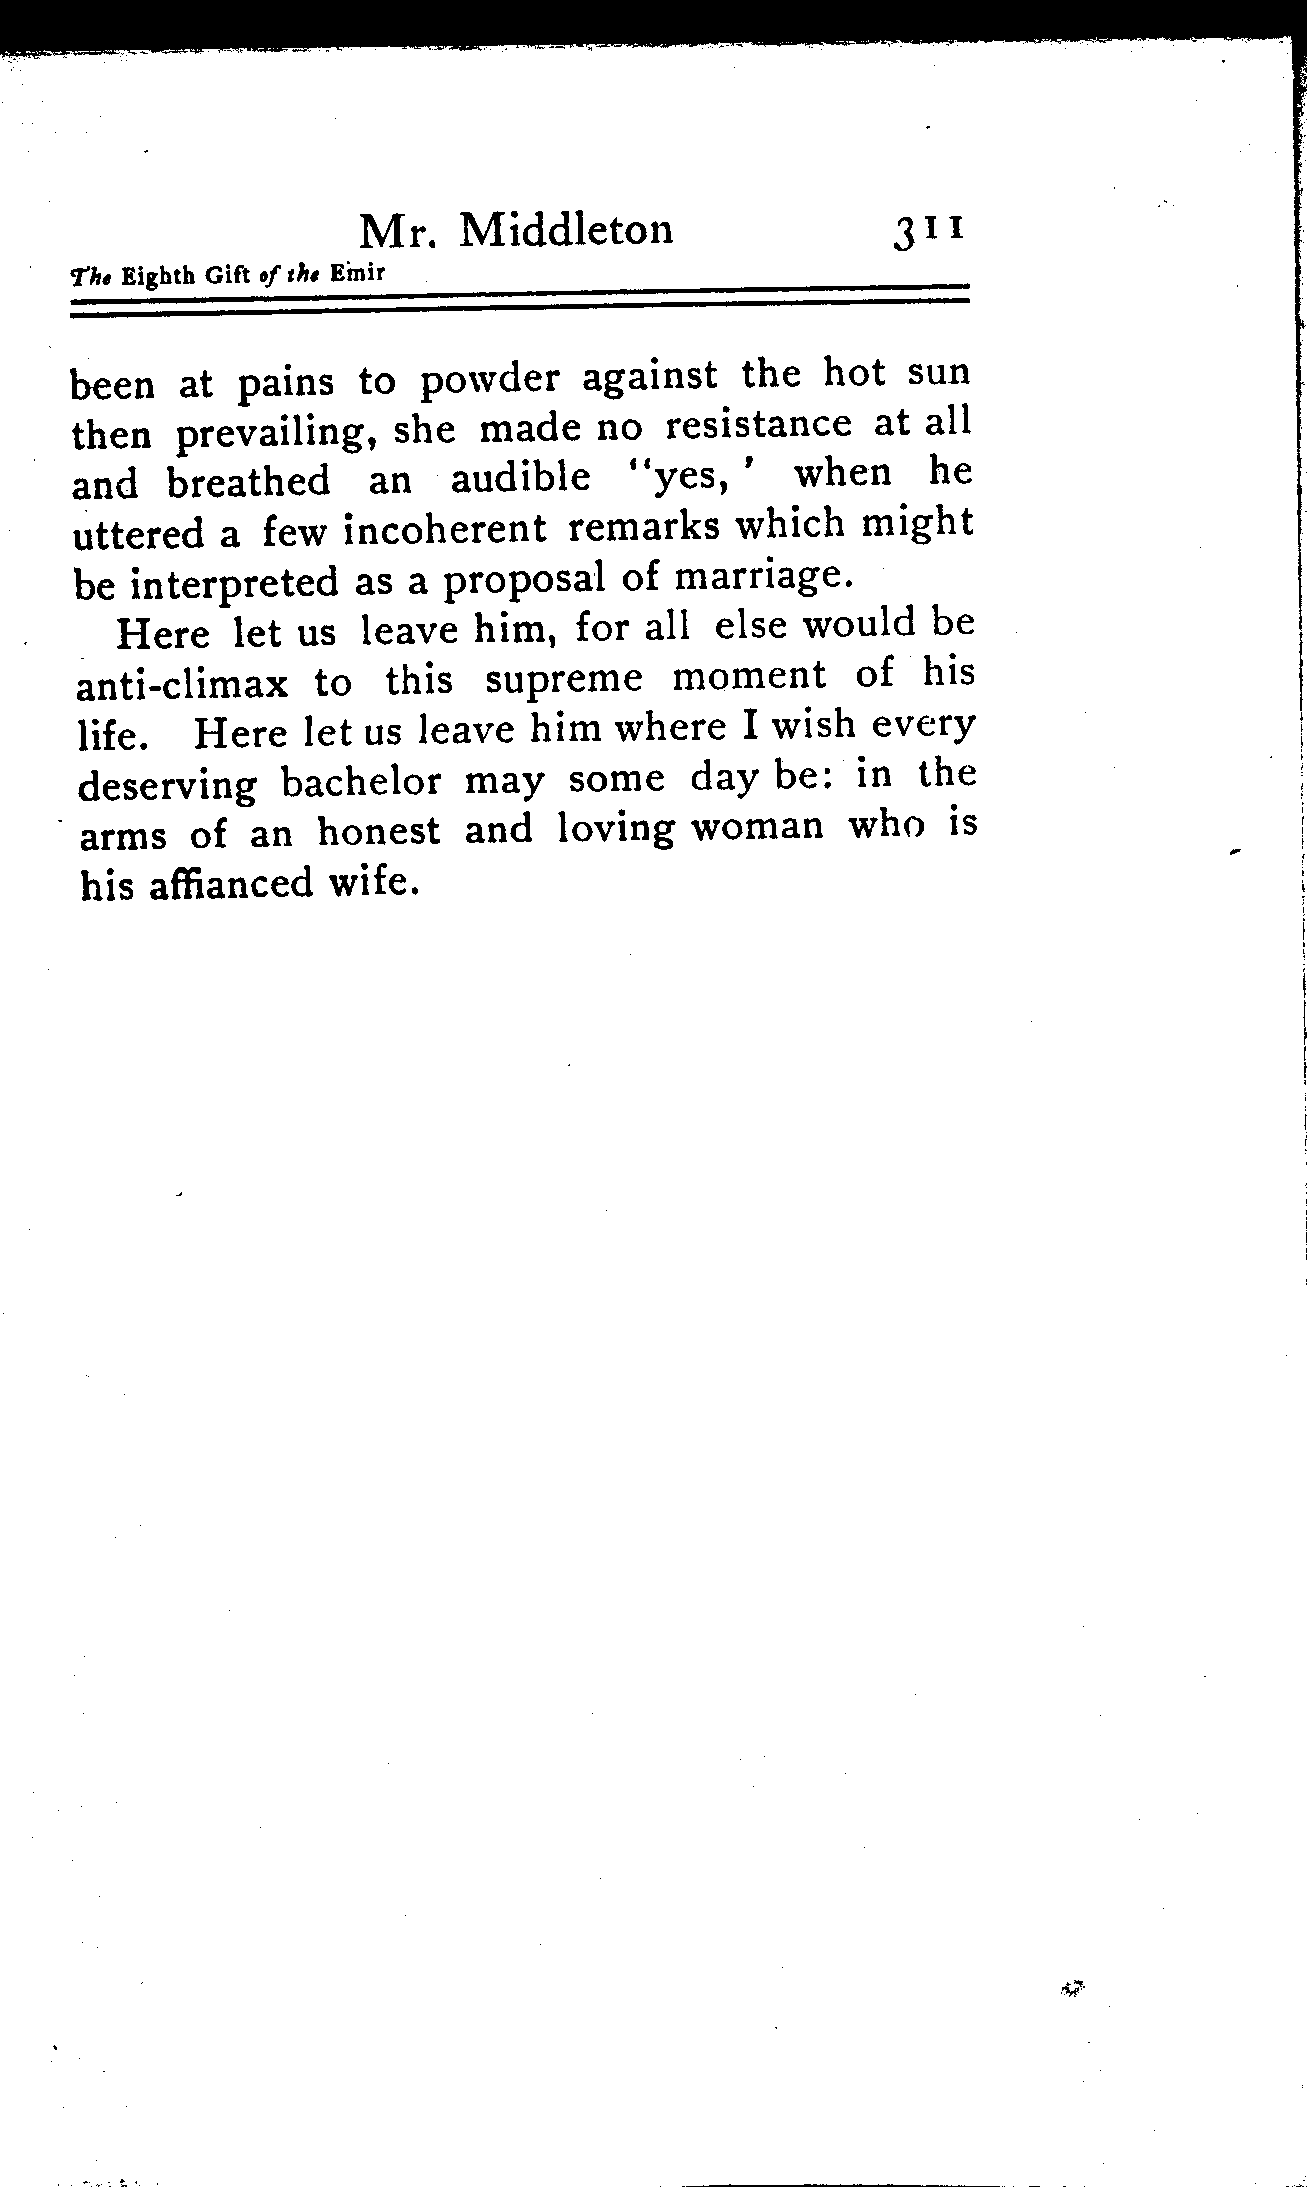 Mr. Middleton 311
The Eighth Gift of the Emir
been at pains to powder against the hot sun
then prevailing, she made no resistance at all
and breathed an audible "yes, ' when he
uttered a few incoherent remarks which might
be interpreted as a proposal of marriage.
Here let us leave him, for all else would be
anti-climax to this supreme moment of his
life. Here let us leave him where I wish every
deserving bachelor may some day be: in the
arms of an honest and loving woman who is
his affianced wife.